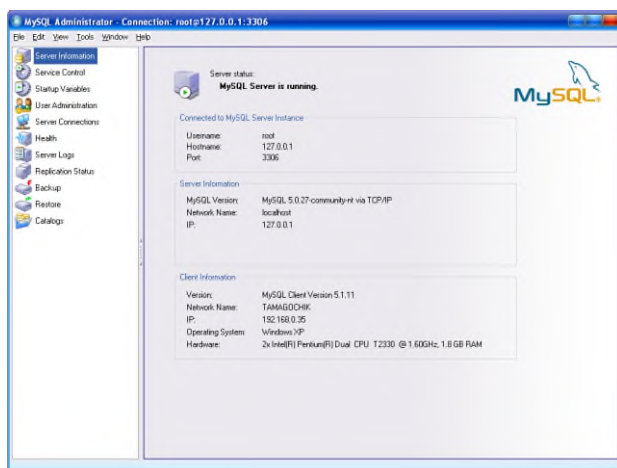 MySQL Administrator - Connection: root@127.0.0.1:3306
File Edit View Tools Window Help
Server Information
Service Control
Startup Variables
User Administration
Server Connections
Health
Server Logs
Replication Status
Backup
Restore
Catalogs
Server status:
MySQL Server is running.
MySQL
Connected to MySQL Server Instance
Username: root
Hostname: 127.0.0.1
Port: 3306
Server Information
MySQL Version: MySQL 5.0.27-community-nt via TCP/IP
Network Name: localhost
IP: 127.0.0.1
Client Information
Version: MySQL Client Version 5.1.11
Network Name: TAMAGOCHIK
IP: 192.168.0.35
Operating System: Windows XP
Hardware: 2x Intel(R) Pentium(R) Dual CPU T2330 @ 1.60GHz, 1.8 GB RAM